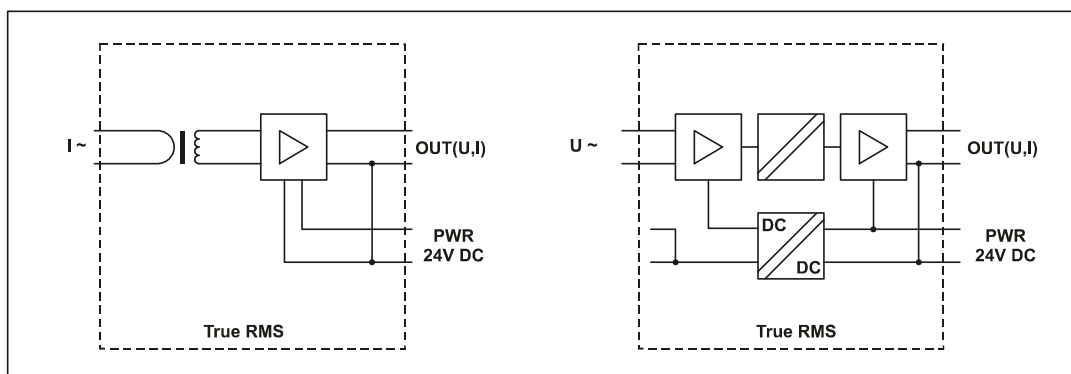 I ~
OUT(U,I)
PWR
24V DC
True RMS
U ~
OUT(U,I)
DC
DC
PWR
24V DC
True RMS